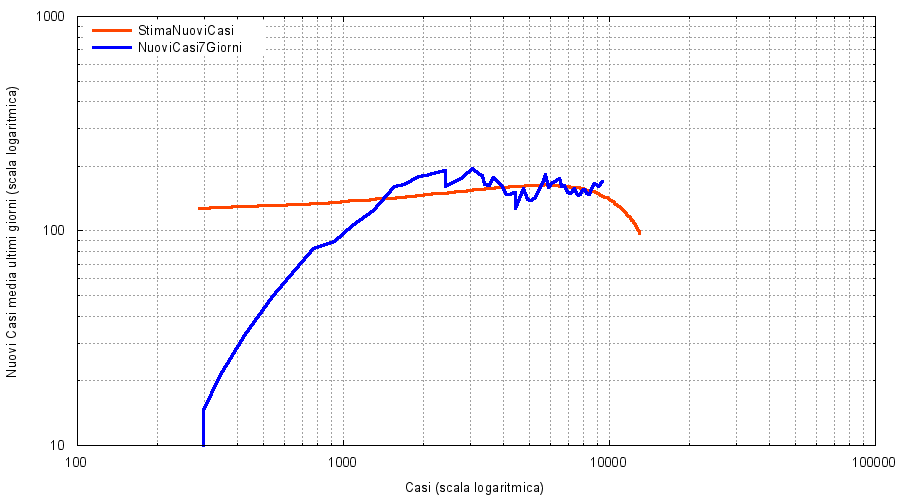 1000
StimaNuoviCasi
NuoviCasi7Giorni
Nuovi Casi media ultimi giorni (scala logaritmica)
100
10
100 1000 10000 100000
Casi (scala logaritmica)